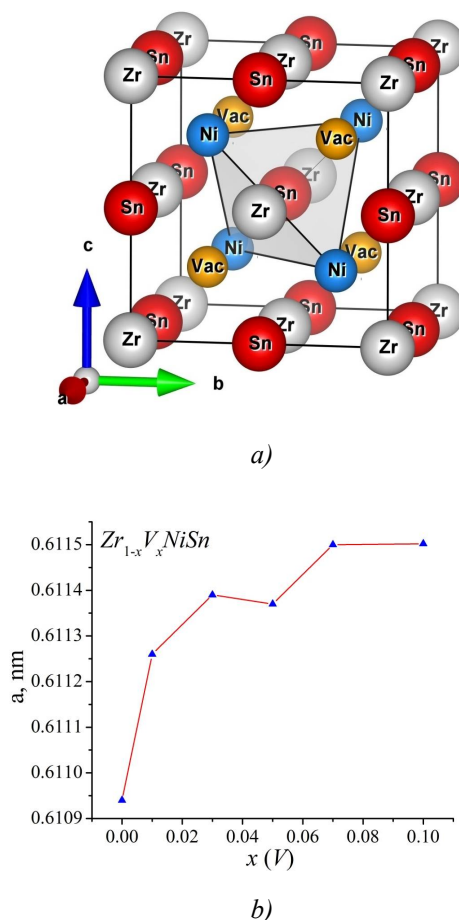 Zr Sn Zr
Zr Sn Zr Sn
Zr Sn Zr
Vac Ni
Ni Vac
Sn Zr Sn
Zr Sn Zr
Sn Zr Sn
Ni Vac
Vac Ni
Zr Sn Zr
Sn Zr Sn
Zr Sn Zr
c
b
a
a)
Zr1-xVxNiSn
0.6115
0.6114
0.6113
0.61112
0.6111
0.6110
0.6109
a, nm
0.00 0.02 0.04 0.06 0.08 0.10
x (V)
b)